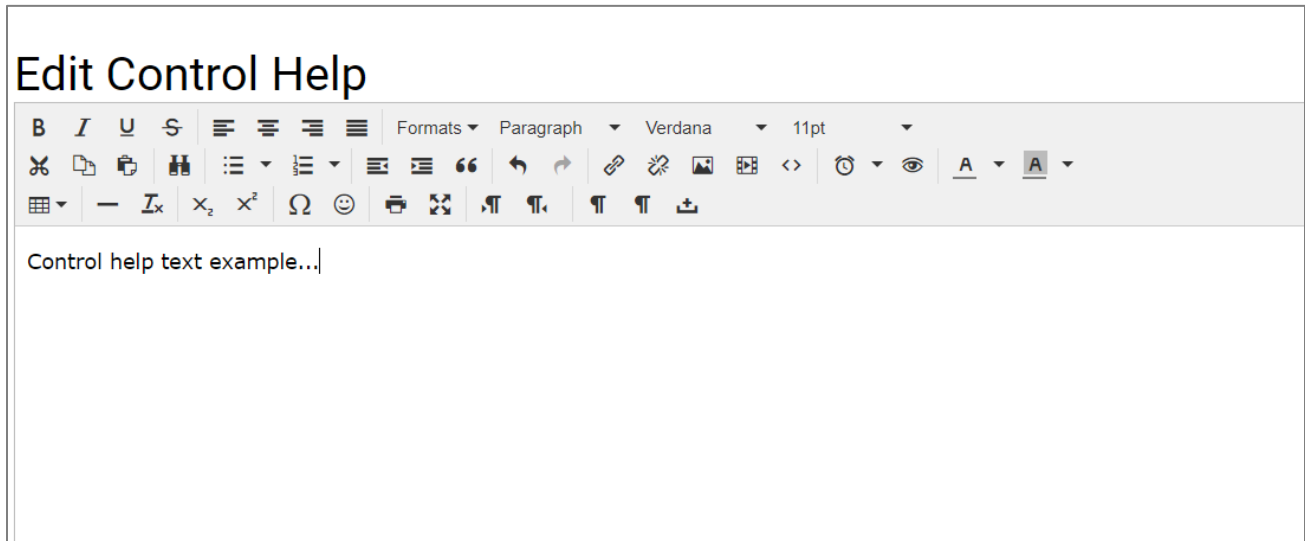 Edit Control Help
Formats Paragraph Verdana 11pt
Control help text example...